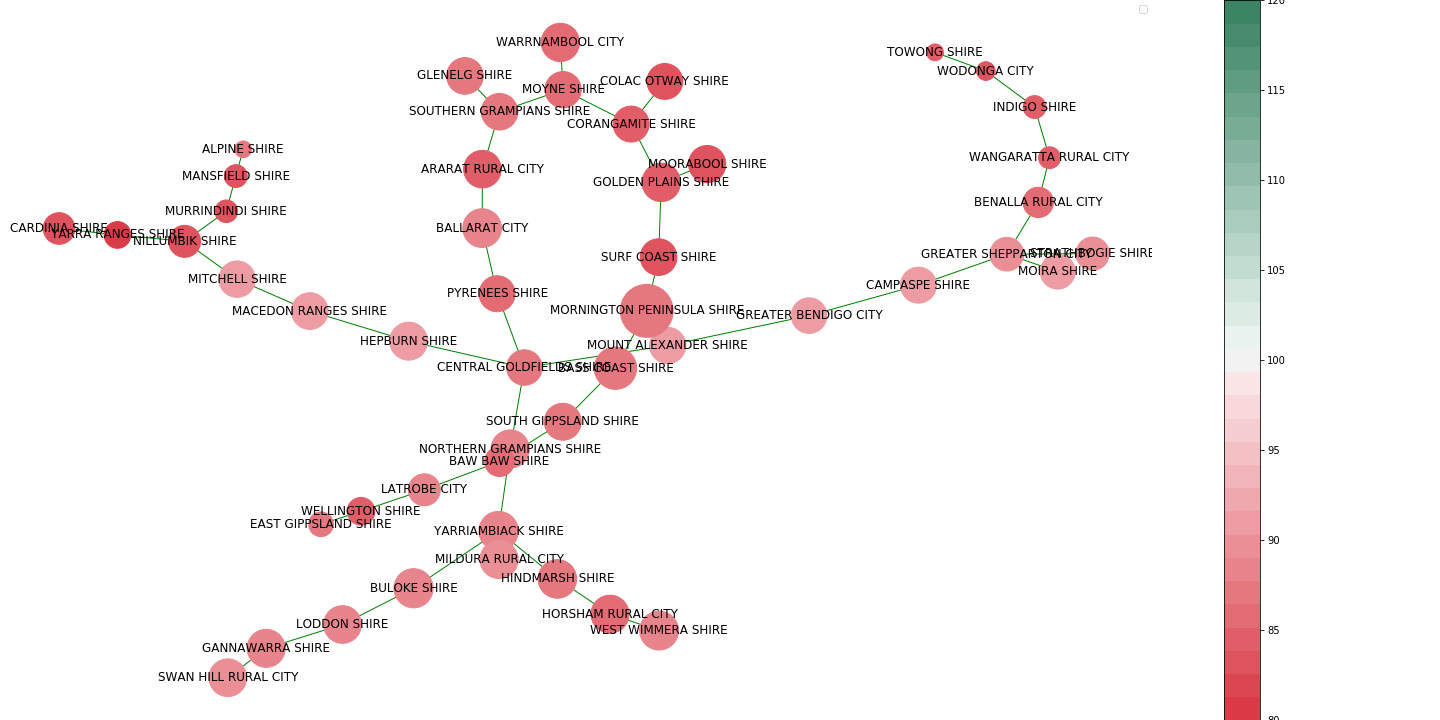 120
WARRNAMBOOL CITY
TOWONG SHIRE
WODONGA CITY
GLENELG SHIRE
COLAC OTWAY SHIRE
MOYNE SHIRE
115
INDIGO SHIRE
SOUTHERN GRAMPIANS SHIRE
CORANGAMITE SHIRE
ALPINE SHIRE
WANGARATTA RURAL CITY
MOORABOOL SHIRE
ARARAT RURAL CITY
MANSFIELD SHIRE
GOLDEN PLAINS SHIRE
110
BENALLA RURAL CITY
MURRINDINDI SHIRE
CARDINIA SHIRE
BALLARAT CITY
YARRA RANGES SHIRE
NILLUMBIK SHIRE
GREATER SHEPPARTON CITY
STRATHBOGIE SHIRE
SURF COAST SHIRE
105
MOIRA SHIRE
MITCHELL SHIRE
CAMPASPE SHIRE
PYRENEES SHIRE
MACEDON RANGES SHIRE
MORNINGTON PENINSULA SHIRE
GREATER BENDIGO CITY
HEPBURN SHIRE
MOUNT ALEXANDER SHIRE
100
CENTRAL GOLDFIELDS SHIRE
BASS COAST SHIRE
SOUTH GIPPSLAND SHIRE
NORTHERN GRAMPIANS SHIRE
95
BAW BAW SHIRE
LATROBE CITY
WELLINGTON SHIRE
EAST GIPPSLAND SHIRE
YARRIAMBIACK SHIRE
90
MILDURA RURAL CITY
HINDMARSH SHIRE
BULOKE SHIRE
HORSHAM RURAL CITY
LODDON SHIRE
WEST WIMMERA SHIRE
85
GANNAWARRA SHIRE
SWAN HILL RURAL CITY
80